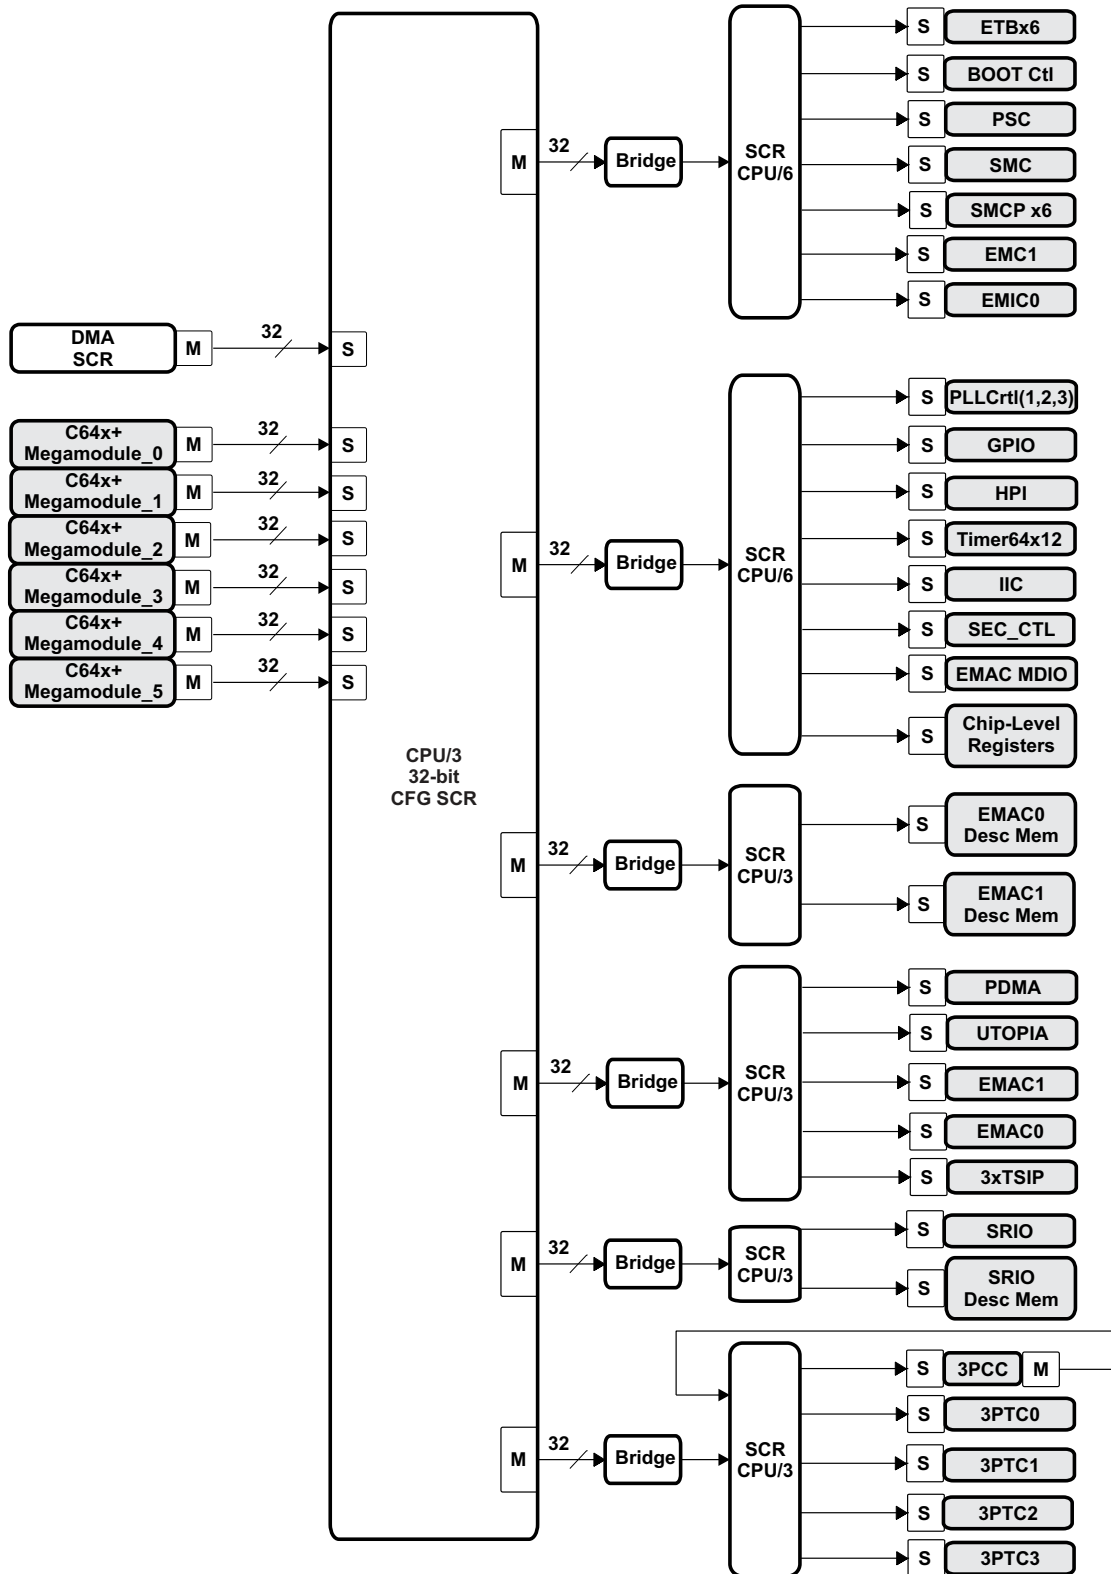 DMA
SCR
M
32
S
C64x+
Megamodule_0
M
32
S
C64x+
Megamodule_1
M
32
S
C64x+
Megamodule_2
M
32
S
C64x+
Megamodule_3
M
32
S
C64x+
Megamodule_4
M
32
S
C64x+
Megamodule_5
M
32
S
CPU/3
32-bit
CFG SCR
M
32
Bridge
SCR
CPU/6
S
ETBx6
S
BOOT Ctl
S
PSC
S
SMC
S
SMCP x6
S
EMC1
S
EMIC0
M
32
Bridge
SCR
CPU/6
S
PLLCrtl(1,2,3)
S
GPIO
S
HPI
S
Timer64x12
S
IIC
S
SEC_CTL
S
EMAC MDIO
S
Chip-Level
Registers
M
32
Bridge
SCR
CPU/3
S
EMAC0
Desc Mem
S
EMAC1
Desc Mem
M
32
Bridge
SCR
CPU/3
S
PDMA
S
UTOPIA
S
EMAC1
S
EMAC0
S
3xTSIP
M
32
Bridge
SCR
CPU/3
S
SRIO
S
SRIO
Desc Mem
M
32
Bridge
SCR
CPU/3
S
3PCC
M
S
3PTC0
S
3PTC1
S
3PTC2
S
3PTC3